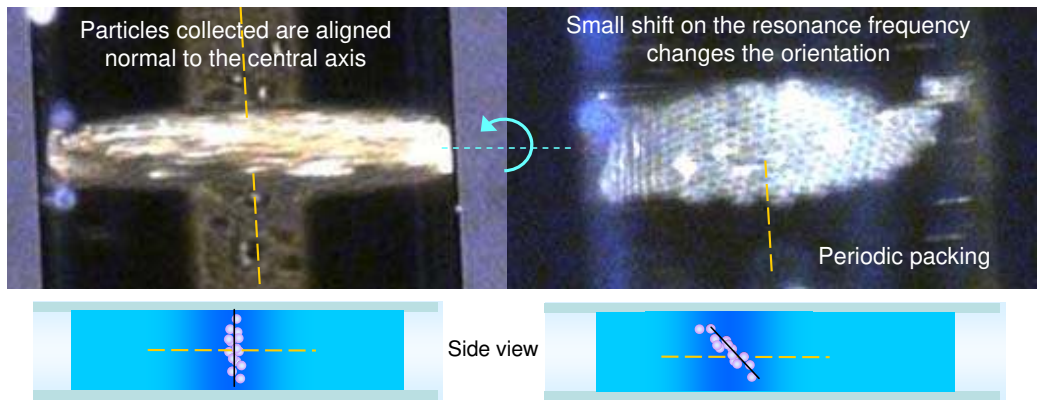 Particles collected are aligned
normal to the central axis
Small shift on the resonance frequency
changes the orientation
Periodic packing
Side view